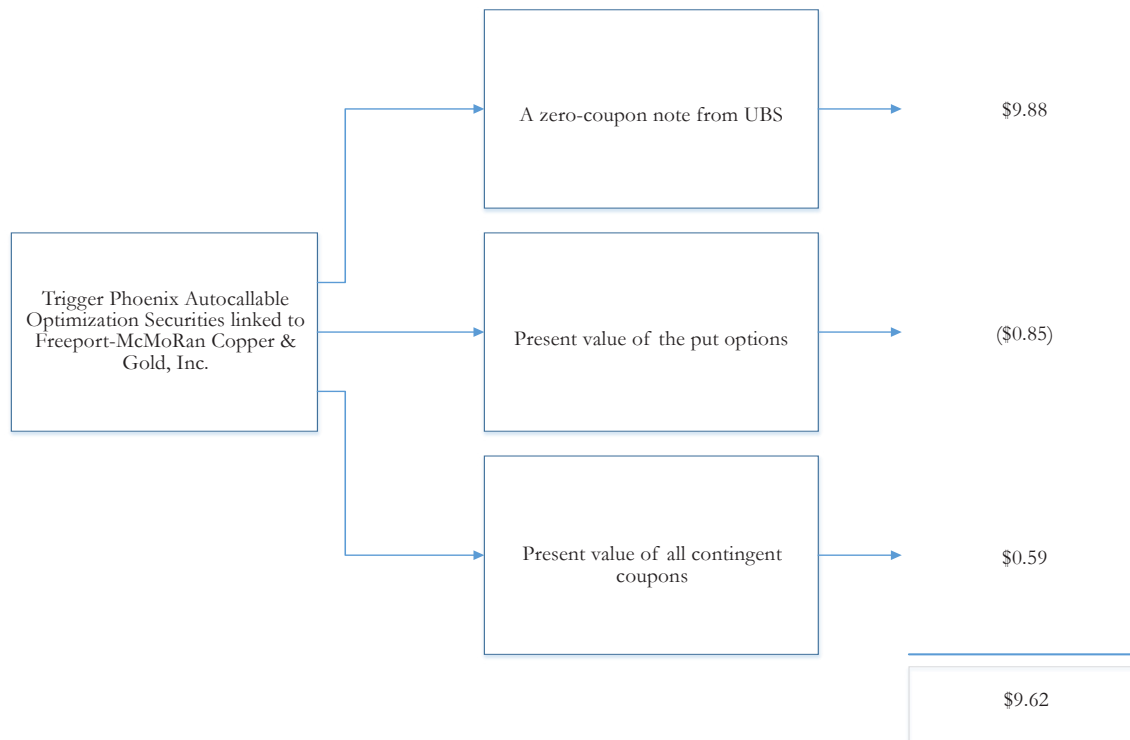 A zero-coupon note from UBS
$9.88
Trigger Phoenix Autocallable
Optimization Securities linked to
Freeport-McMoRan Copper &
Gold, Inc.
Present value of the put options
($0.85)
Present value of all contingent
coupons
$0.59
$9.62